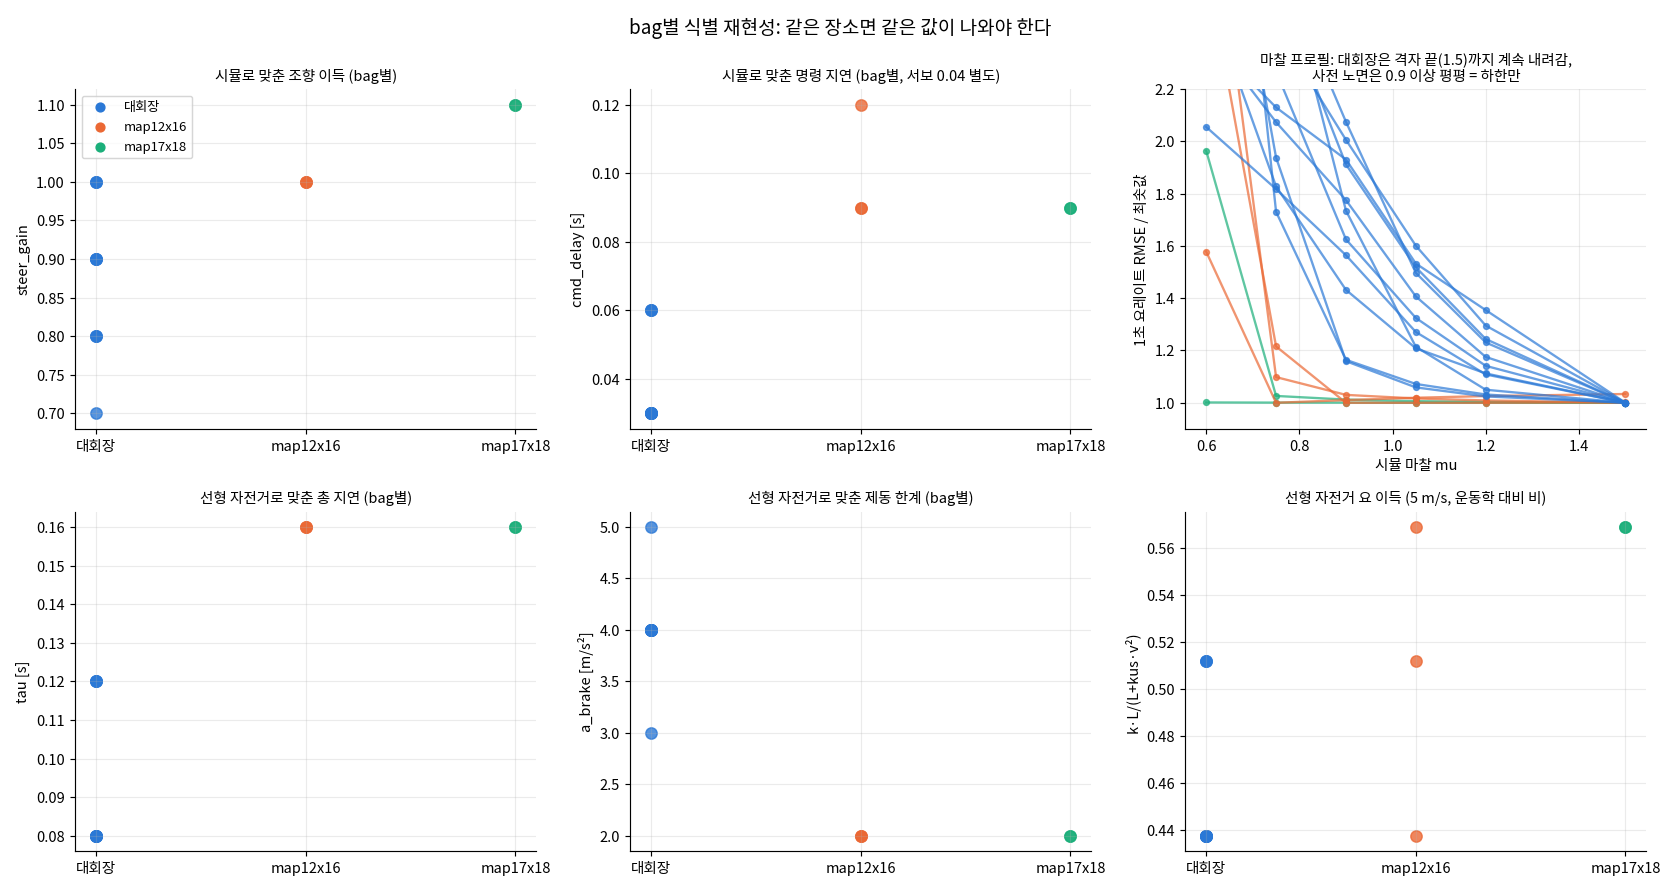 bag별 식별 재현성: 같은 장소면 같은 값이 나와야 한다
시뮬로 맞춘 조향 이득 (bag별)
steer_gain
1.10
1.05
1.00
0.95
0.90
0.85
0.80
0.75
0.70
대회장
map12x16
map17x18
대회장
map12x16
map17x18
시뮬로 맞춘 명령 지연 (bag별, 서보 0.04 별도)
cmd_delay [s]
0.12
0.10
0.08
0.06
0.04
대회장
map12x16
map17x18
마찰 프로필: 대회장은 격자 끝(1.5)까지 계속 내려감,
사전 노면은 0.9 이상 평평 = 하한만
1초 요레이트 RMSE / 최솟값
2.2
2.0
1.8
1.6
1.4
1.2
1.0
0.6
0.8
1.0
1.2
1.4
시뮬 마찰 mu
선형 자전거로 맞춘 총 지연 (bag별)
tau [s]
0.16
0.15
0.14
0.13
0.12
0.11
0.10
0.09
0.08
대회장
map12x16
map17x18
선형 자전거로 맞춘 제동 한계 (bag별)
a_brake [m/s²]
5.0
4.5
4.0
3.5
3.0
2.5
2.0
대회장
map12x16
map17x18
선형 자전거 요 이득 (5 m/s, 운동학 대비 비)
k·L/(L+kus·v²)
0.56
0.54
0.52
0.50
0.48
0.46
0.44
대회장
map12x16
map17x18